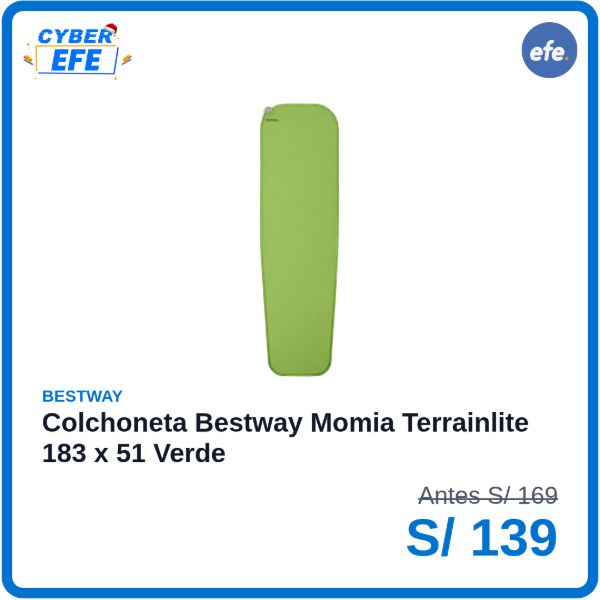 CYBER
EFE
efe.
BESTWAY
Colchoneta Bestway Momia Terrainlite
183 x 51 Verde
Antes S/ 169
S/ 139